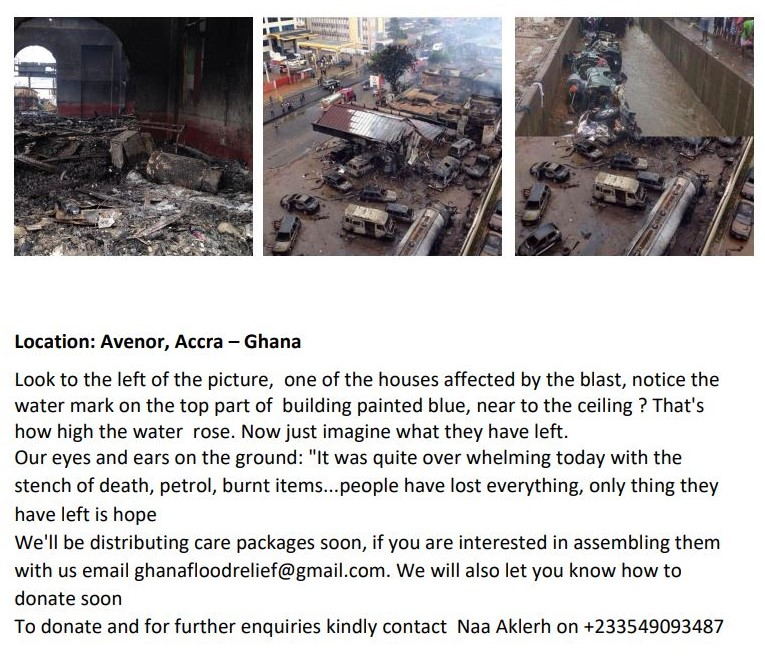 Location: Avenor, Accra – Ghana
Look to the left of the picture,  one of the houses affected by the blast, notice the
water mark on the top part of  building painted blue, near to the ceiling ? That's
how high the water  rose. Now just imagine what they have left.
Our eyes and ears on the ground: "It was quite over whelming today with the
stench of death, petrol, burnt items...people have lost everything, only thing they
have left is hope
We'll be distributing care packages soon, if you are interested in assembling them
with us email ghanafloodrelief@gmail.com. We will also let you know how to
donate soon
To donate and for further enquiries kindly contact  Naa Aklerh on +233549093487